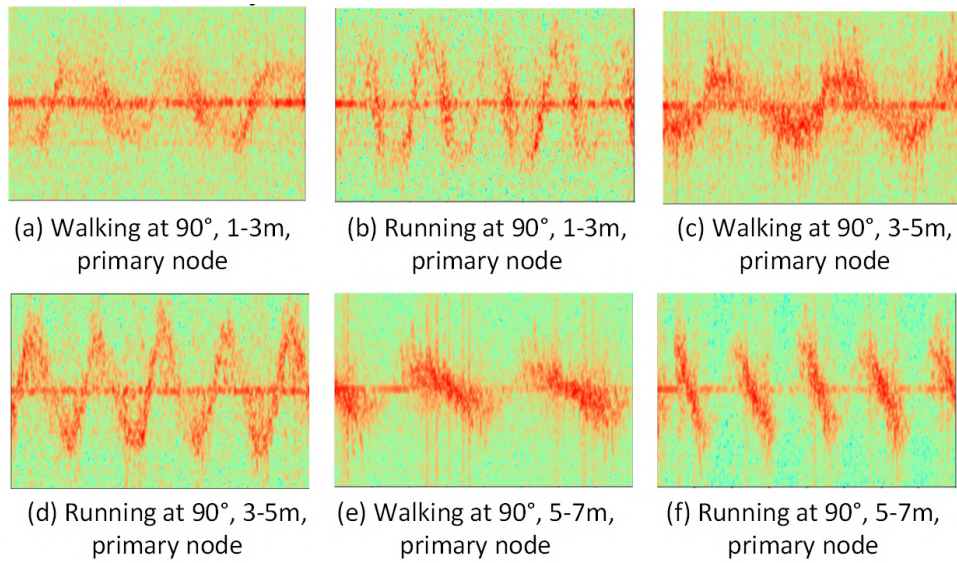 (a) Walking at 90°, 1-3m,
primary node
(b) Running at 90°, 1-3m,
primary node
(c) Walking at 90°, 3-5m,
primary node
(d) Running at 90°, 3-5m,
primary node
(e) Walking at 90°, 5-7m,
primary node
(f) Running at 90°, 5-7m,
primary node